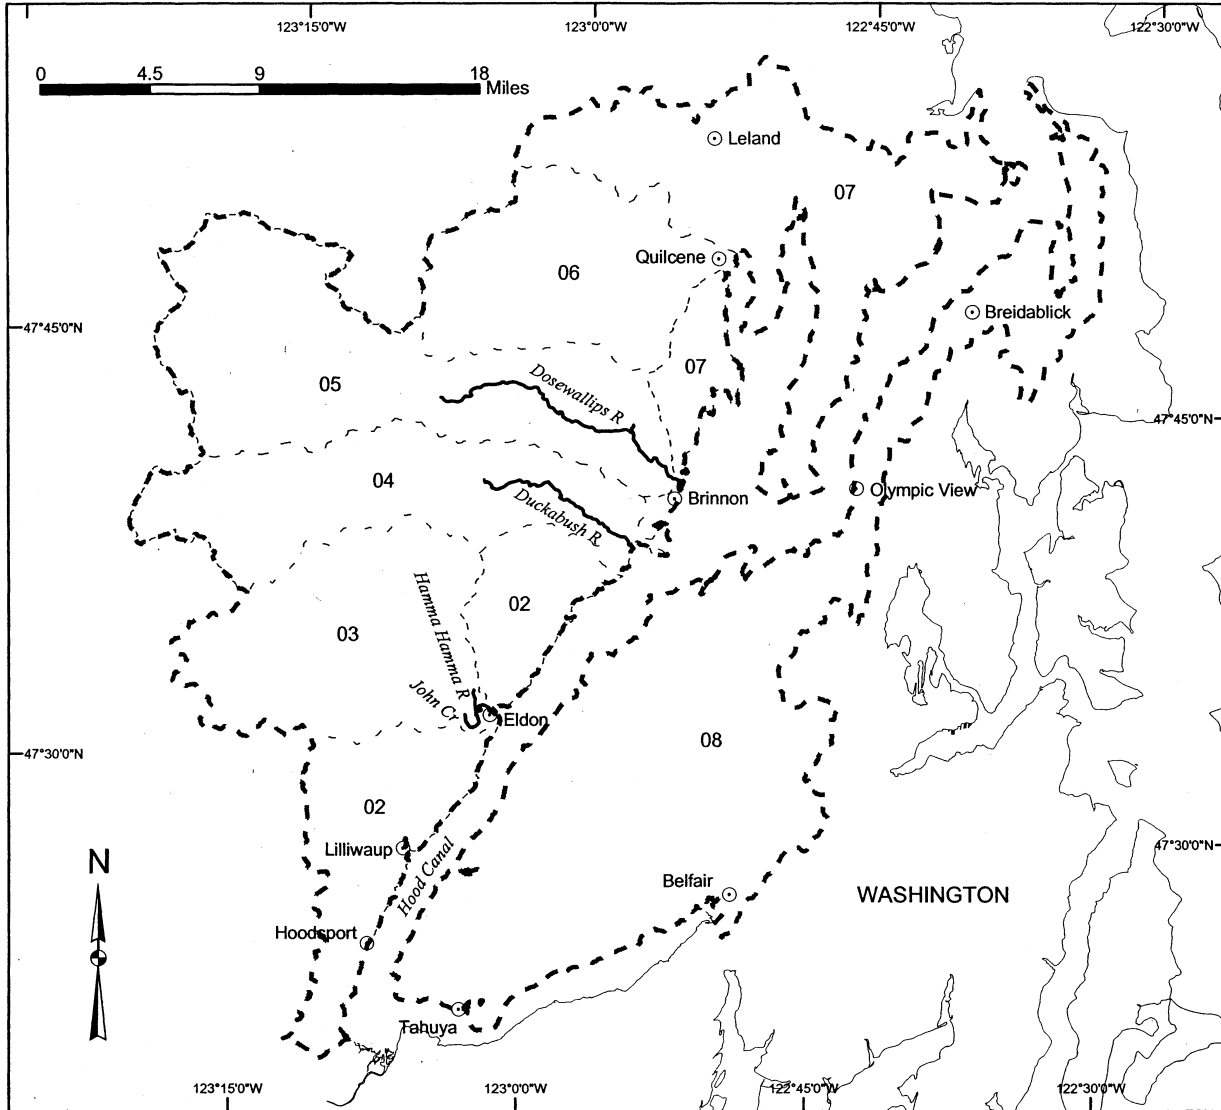 123°15'0"W
123°0'0"W
122°45'0"W
122°30'0"W
0
4.5
9
18
Miles
Leland
07
Quilcene
06
Breidablick
47°45'0"N
07
05
Dosewallips R
47°45'0"N
04
Brinnon
Olympic View
Duckabush R
Hamma Hamma R
02
03
John Cr
Eldon
47°30'0"N
08
02
Lilliwaup
47°30'0"N
N
Hood Canal
Belfair
WASHINGTON
Hoodsport
Tahuya
123°15'0"W
123°0'0"W
122°45'0"W
122°30'0"W